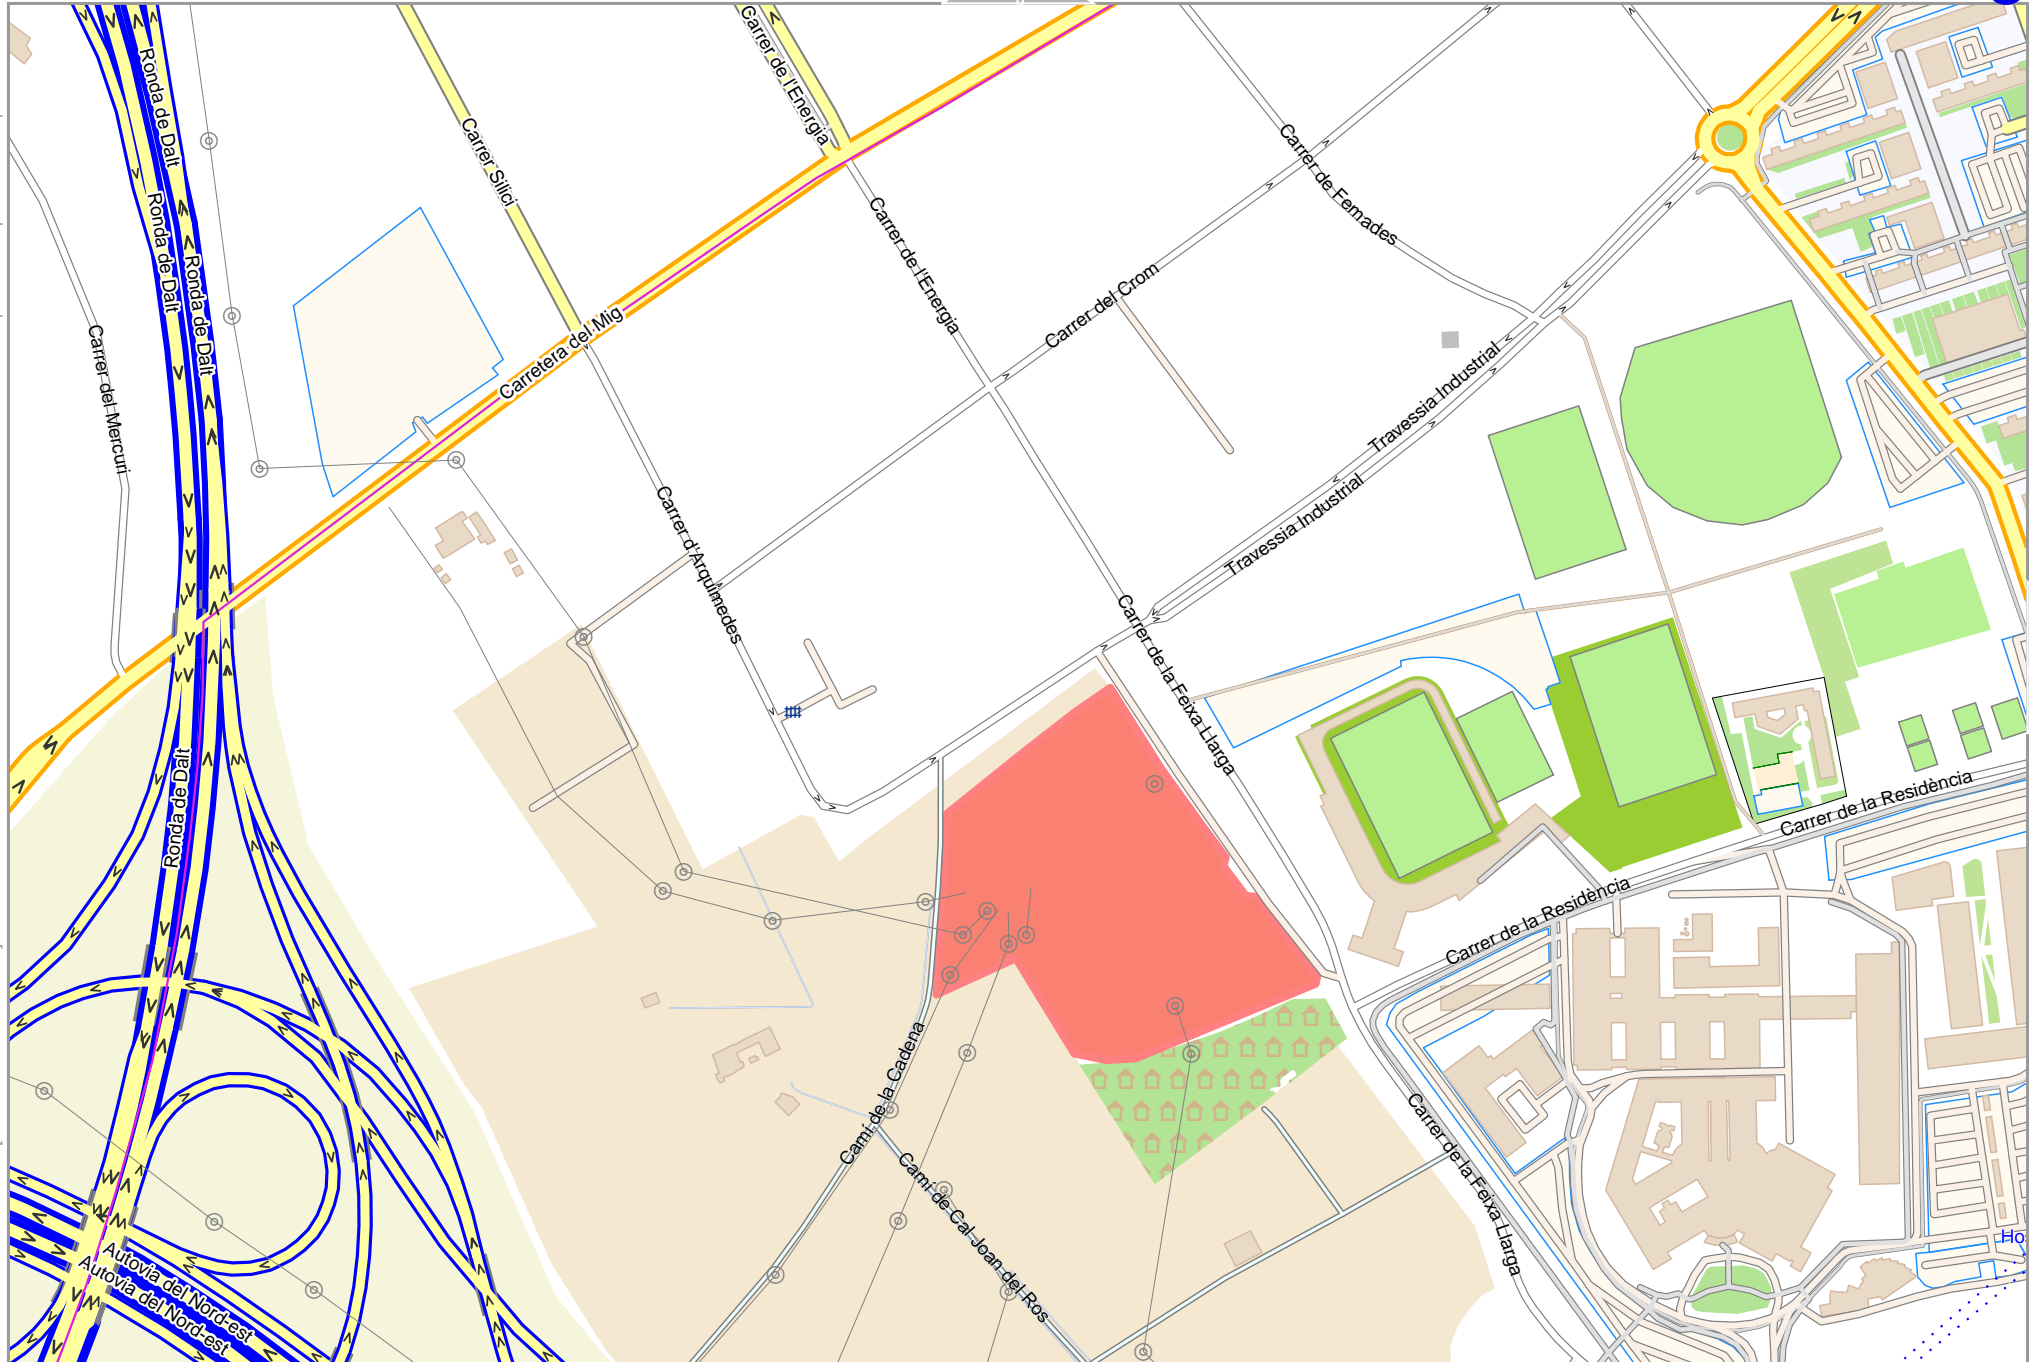 Ronda de Dalt
Carrer de l'Energia
Carrer Silici
Carrer de Femades
Ronda de Dalt
Carrer de l'Energia
Ronda de Dalt
Carrer del Crom
Carretera del Mig
Carrer del Mercuri
Travessia Industrial
Travessia Industrial
Carrer d'Arquimedes
Carrer de la Feixa Llarga
Ronda de Dalt
Carrer de la Residència
Carrer de la Residència
Camí de la Cadena
Carrer de la Feixa Llarga
Camí de Cal Joan del Ros
Autovia del Nord-est
Autovia del Nord-est